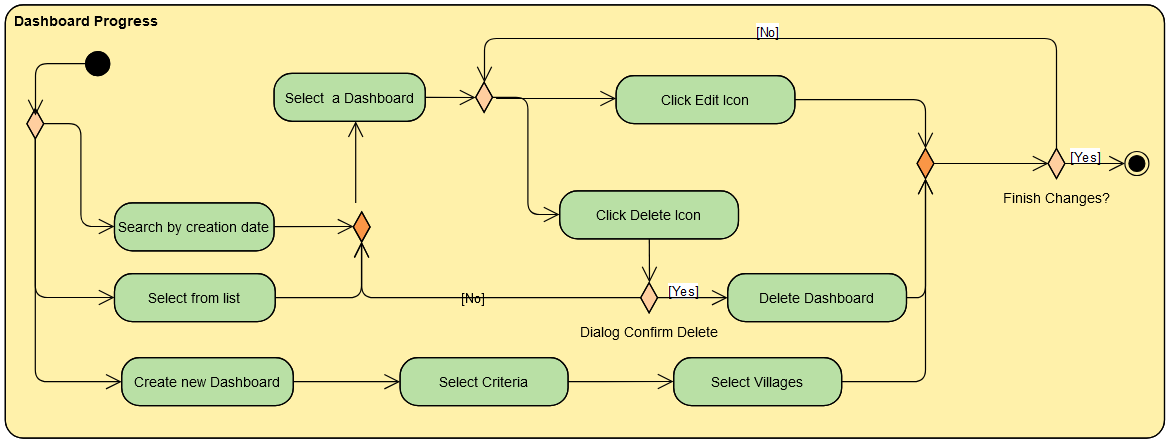 Dashboard Progress
[No]
Select a Dashboard
Click Edit Icon
[Yes]
Finish Changes?
Search by creation date
Click Delete Icon
Select from list
[No]
[Yes]
Delete Dashboard
Dialog Confirm Delete
Create new Dashboard
Select Criteria
Select Villages